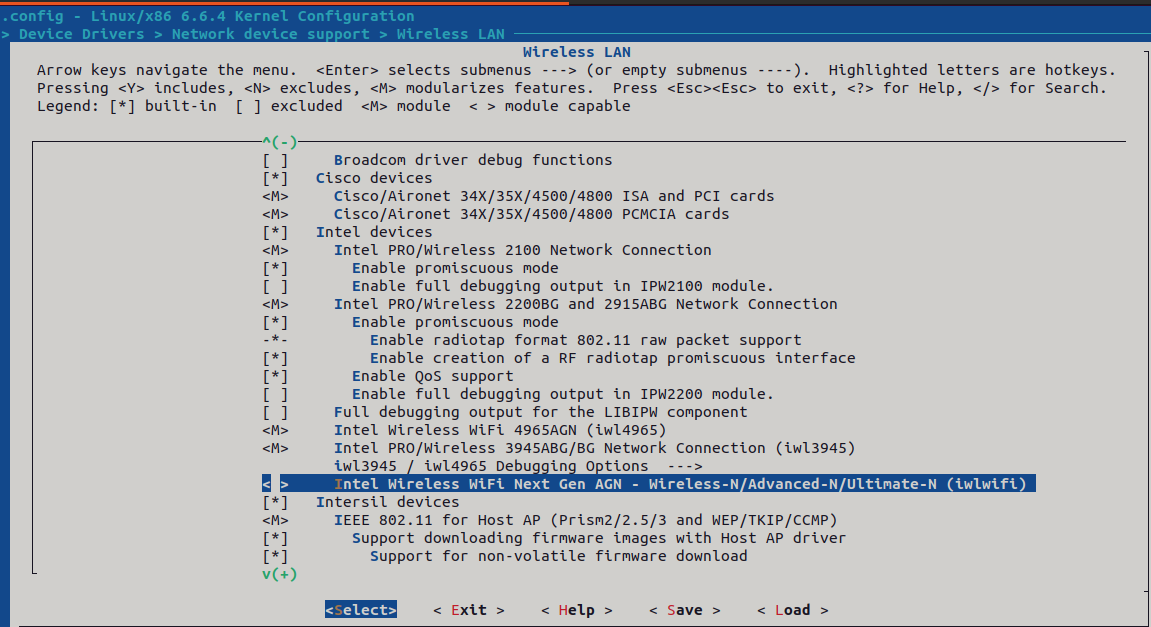 .config - Linux/x86 6.6.4 Kernel Configuration
> Device Drivers > Network device support > Wireless LAN
Wireless LAN
Arrow keys navigate the menu.  <Enter> selects submenus ---> (or empty submenus ----).  Highlighted letters are hotkeys.
Pressing <Y> includes, <N> excludes, <M> modularizes features.  Press <Esc><Esc> to exit, <?> for Help, </> for Search.
Legend: [*] built-in  [ ] excluded  <M> module  < > module capable
^(-)
[ ]     Broadcom driver debug functions
[*]   Cisco devices
<M>     Cisco/Aironet 34X/35X/4500/4800 ISA and PCI cards
<M>     Cisco/Aironet 34X/35X/4500/4800 PCMCIA cards
[*]   Intel devices
<M>     Intel PRO/Wireless 2100 Network Connection
[*]       Enable promiscuous mode
[ ]       Enable full debugging output in IPW2100 module.
<M>     Intel PRO/Wireless 2200BG and 2915ABG Network Connection
[*]       Enable promiscuous mode
-*-         Enable radiotap format 802.11 raw packet support
[*]         Enable creation of a RF radiotap promiscuous interface
[*]       Enable QoS support
[ ]       Enable full debugging output in IPW2200 module.
[ ]     Full debugging output for the LIBIPW component
<M>     Intel Wireless WiFi 4965AGN (iwl4965)
<M>     Intel PRO/Wireless 3945ABG/BG Network Connection (iwl3945)
iwl3945 / iwl4965 Debugging Options  --->
< >     Intel Wireless WiFi Next Gen AGN - Wireless-N/Advanced-N/Ultimate-N (iwlwifi)
[*]   Intersil devices
<M>     IEEE 802.11 for Host AP (Prism2/2.5/3 and WEP/TKIP/CCMP)
[*]       Support downloading firmware images with Host AP driver
[*]         Support for non-volatile firmware download
v(+)
<Select>    < Exit >    < Help >    < Save >    < Load >